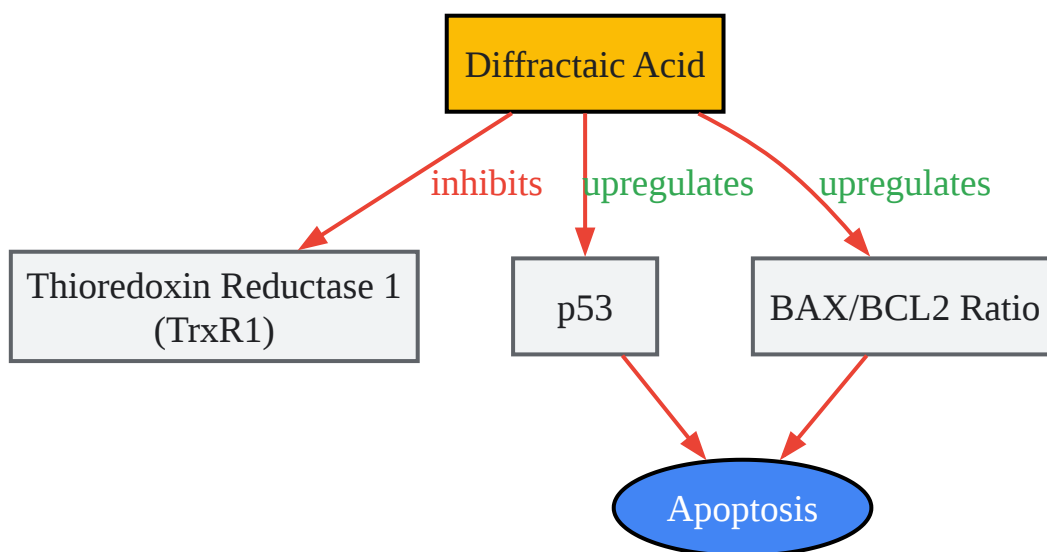 Diffractaic Acid
inhibits
upregulates
upregulates
Thioredoxin Reductase 1
(TrxR1)
p53
BAX/BCL2 Ratio
Apoptosis